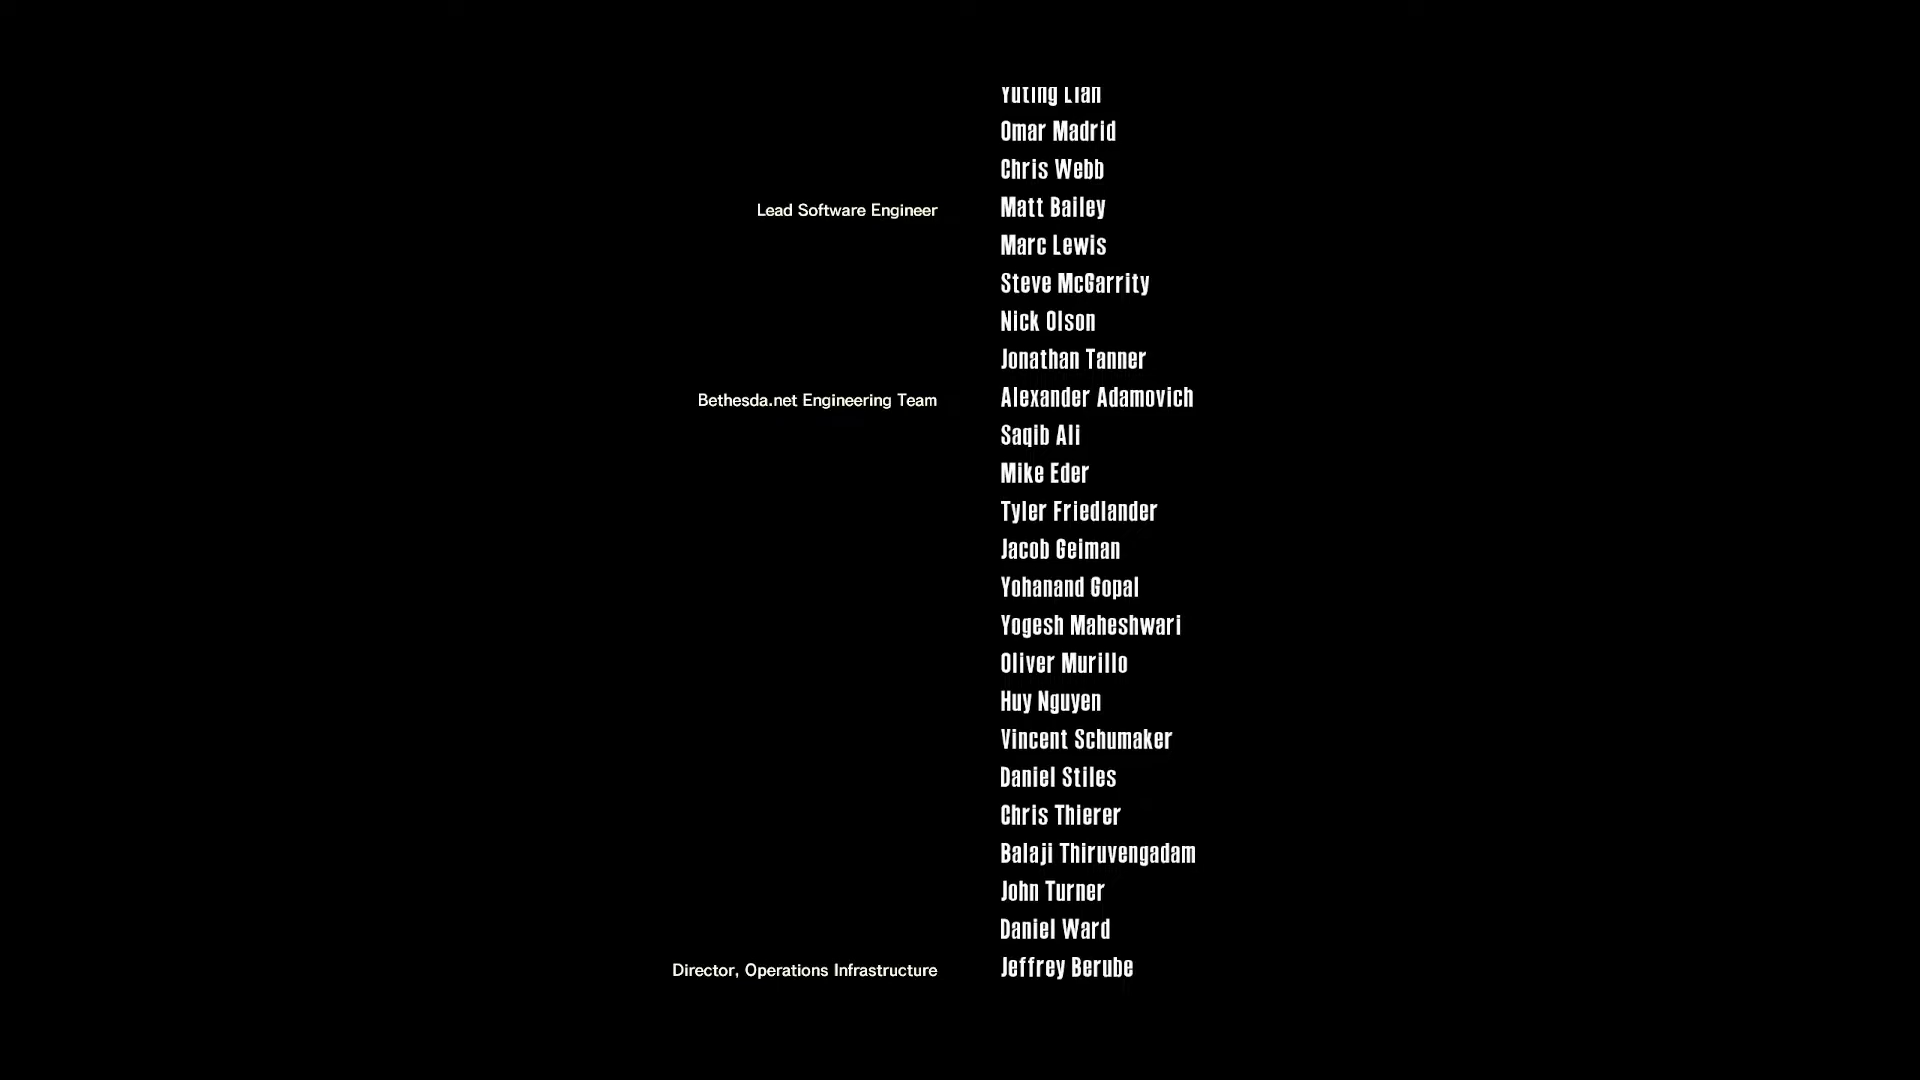 Yuting Lian
Omar Madrid
Chris Webb
Lead Software Engineer Matt Bailey
Marc Lewis
Steve McGarrity
Nick Olson
Jonathan Tanner
Bethesda.net Engineering Team Alexander Adamovich
Saqib Ali
Mike Eder
Tyler Friedlander
Jacob Geiman
Yohanand Gopal
Yogesh Maheshwari
Oliver Murillo
Huy Nguyen
Vincent Schumaker
Daniel Stiles
Chris Thierer
Balaji Thiruvengadam
John Turner
Daniel Ward
Director, Operations Infrastructure Jeffrey Berube